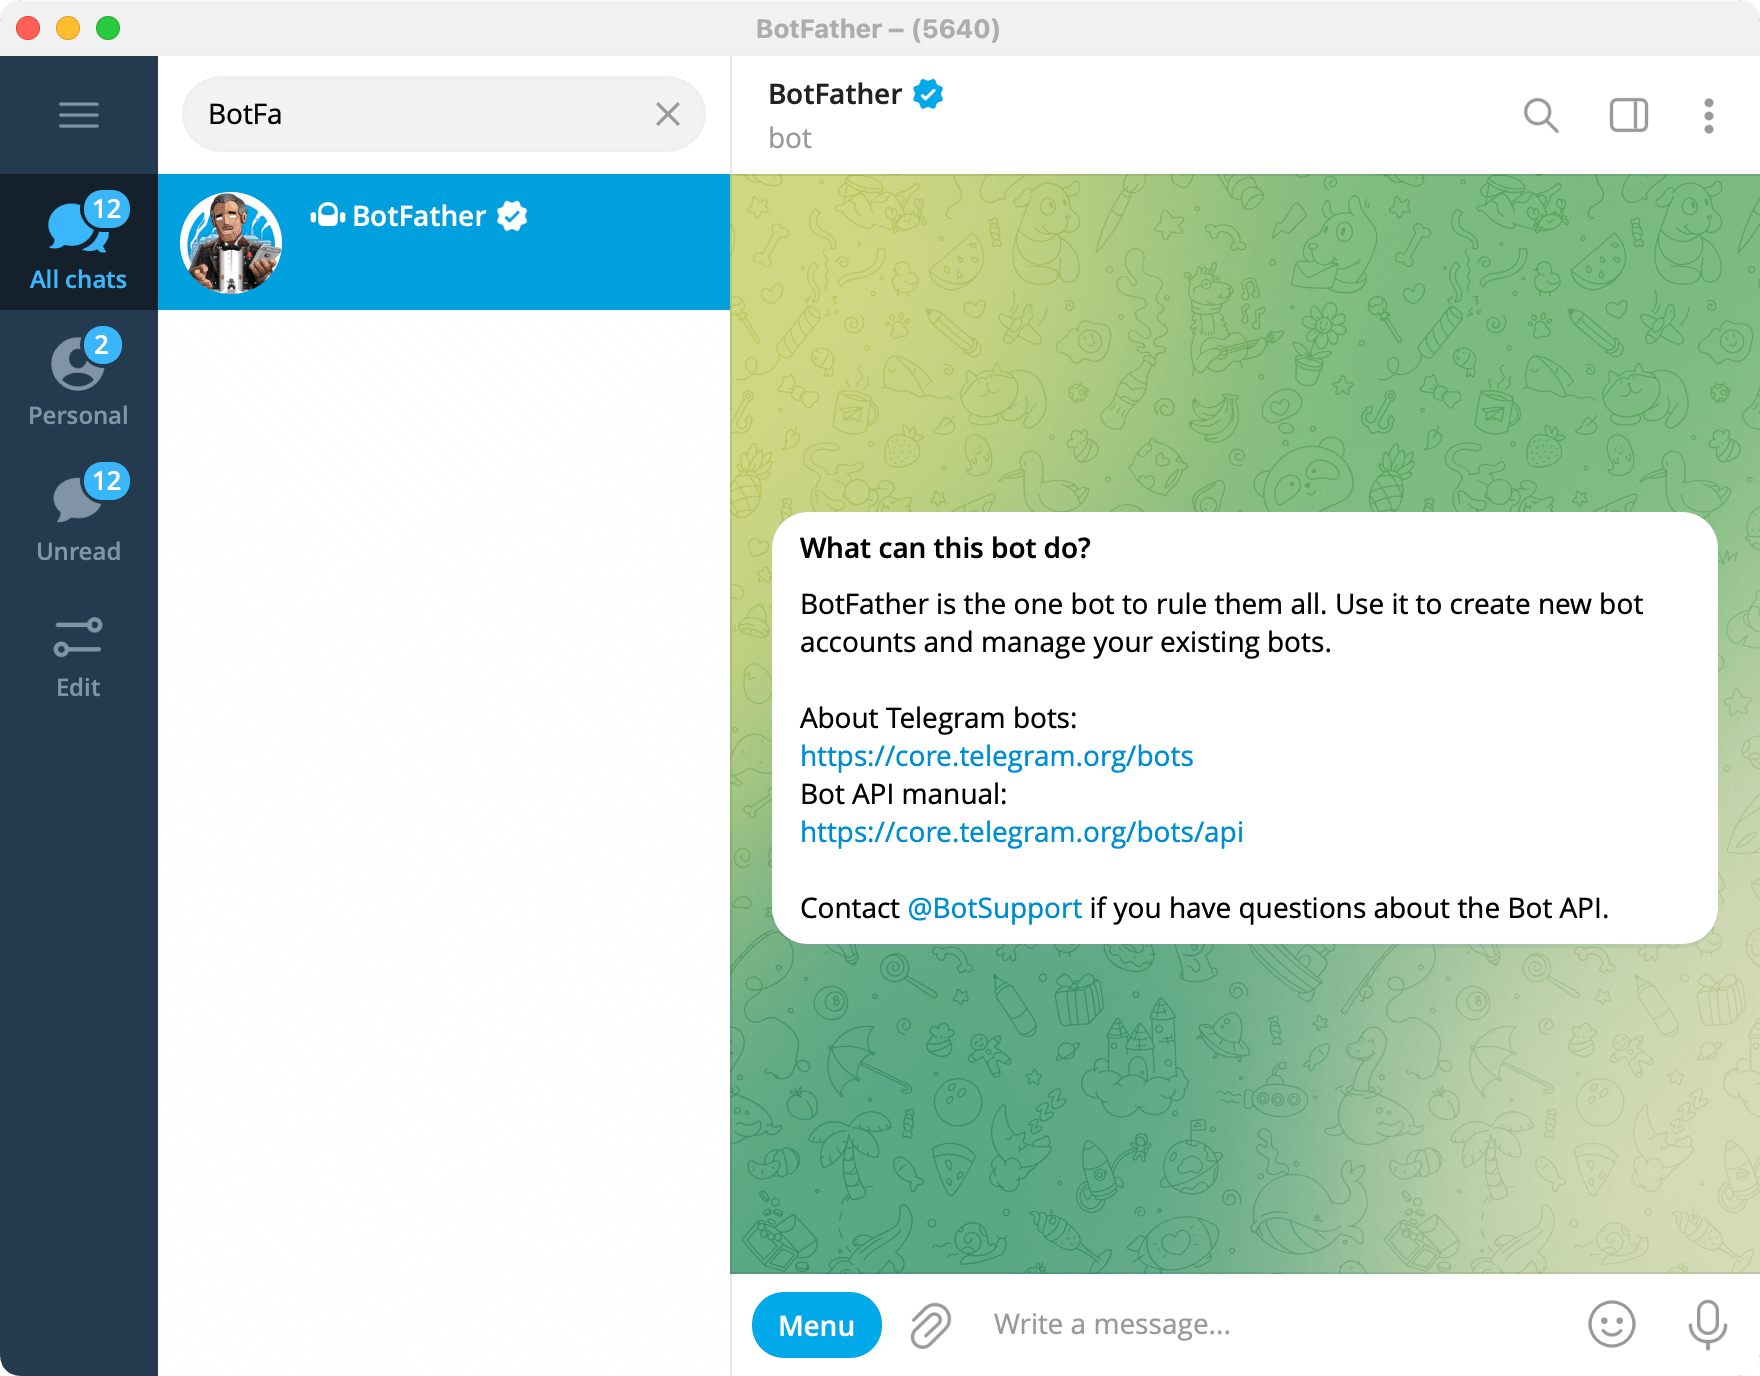 BotFather – (5640)
BotFa
BotFather
bot
12
All chats
BotFather
2
Personal
12
Unread
Edit
What can this bot do?
BotFather is the one bot to rule them all. Use it to create new bot
accounts and manage your existing bots.
About Telegram bots:
https://core.telegram.org/bots
Bot API manual:
https://core.telegram.org/bots/api
Contact @BotSupport if you have questions about the Bot API.
Menu
Write a message...